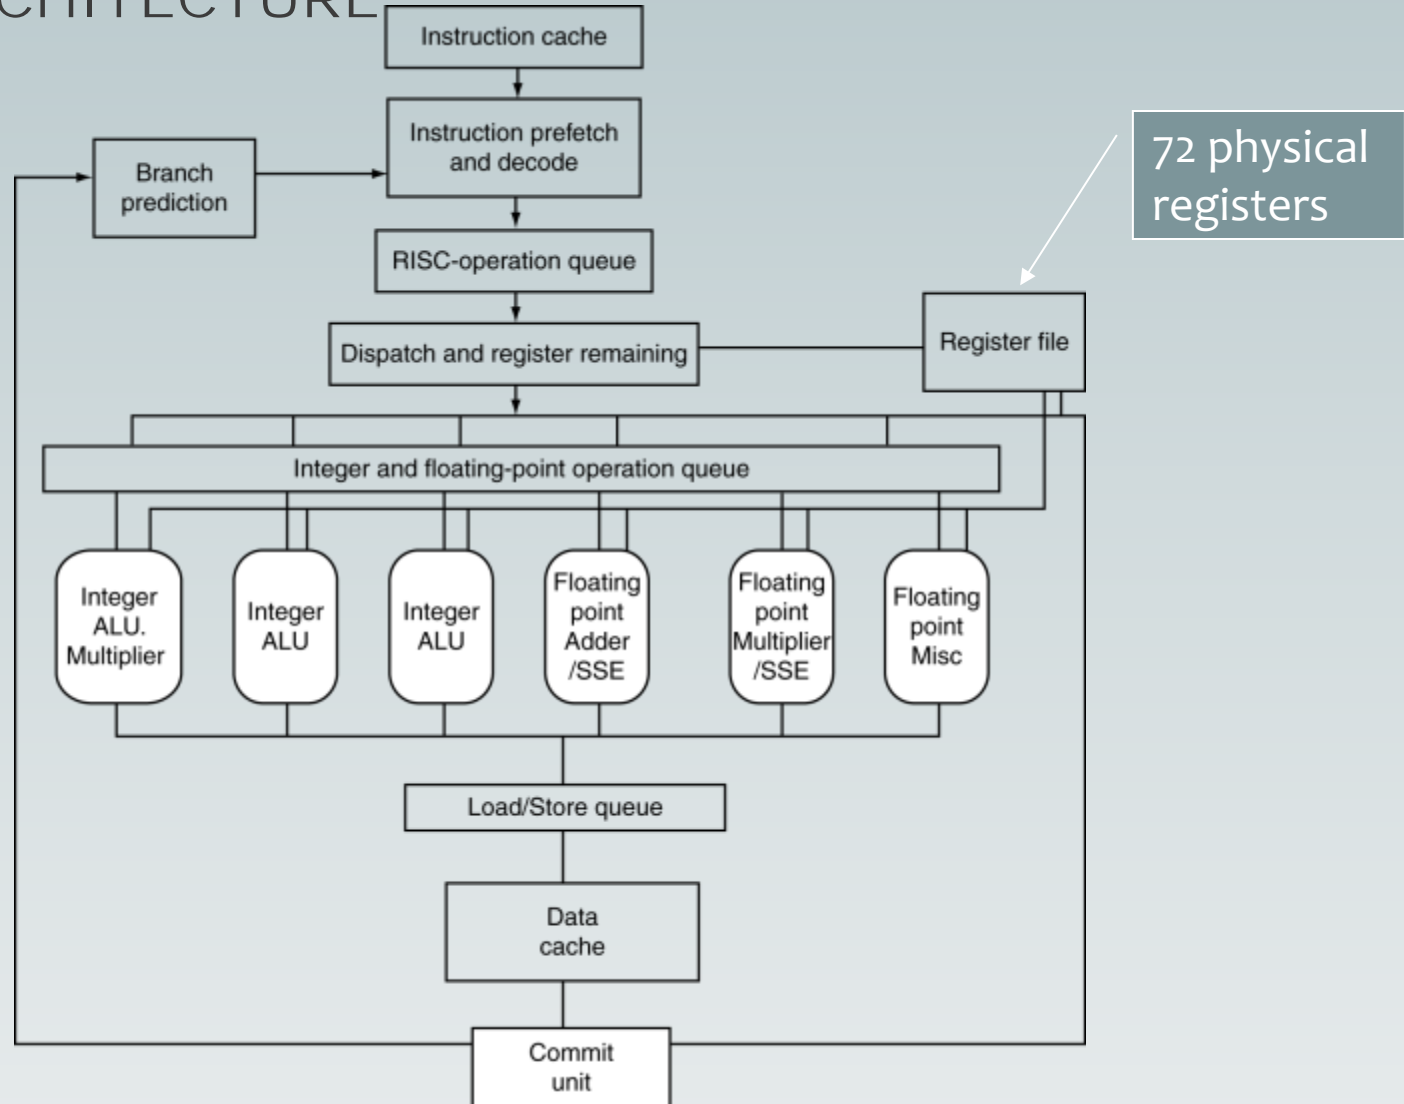 CHITECTURE
Instruction cache
Instruction prefetch
and decode
Branch
prediction
72 physical
registers
RISC-operation queue
Dispatch and register remaining
Register file
Integer and floating-point operation queue
Integer
ALU.
Multiplier
Integer
ALU
Integer
ALU
Floating
point
Adder
/SSE
Floating
point
Multiplier
/SSE
Floating
point
Misc
Load/Store queue
Data
cache
Commit
unit